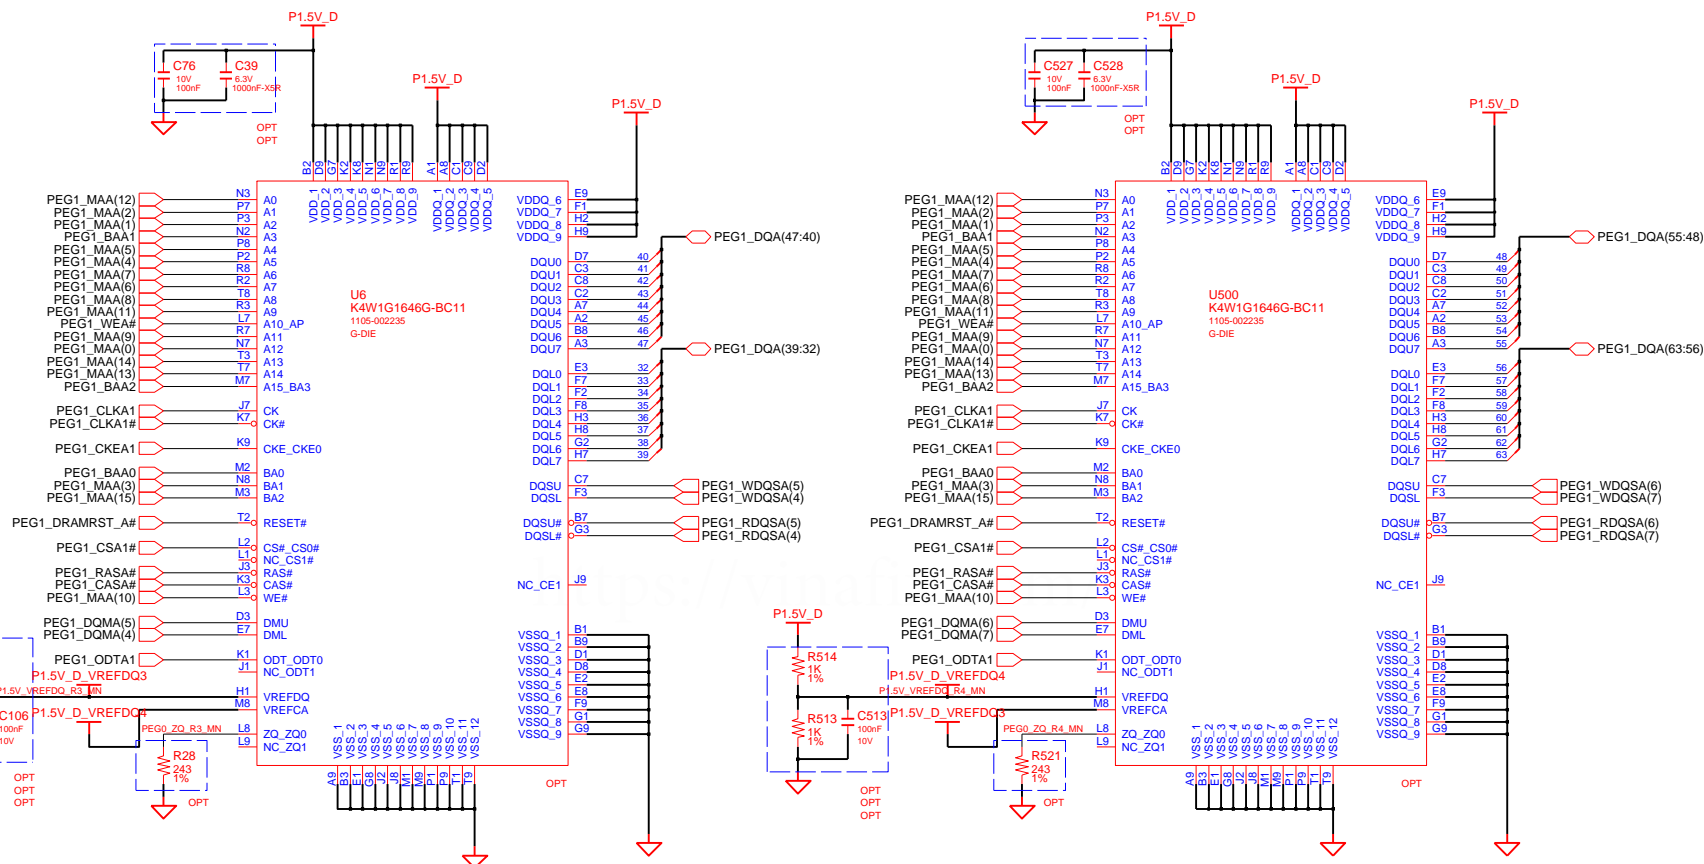 P1.5V_D
C76
10V
100nF
C39
6.3V
1000nF-X5R
OPT
OPT
P1.5V_D
P1.5V_D
B2 D9 G7 K2 K8 N1 N9 R1 R9
A1 A8 C1 C9 D2
VDD_1 VDD_2 VDD_3 VDD_4 VDD_5 VDD_6 VDD_7 VDD_8 VDD_9
VDDQ_1 VDDQ_2 VDDQ_3 VDDQ_4 VDDQ_5
PEG1_MAA(12) N3 A0
PEG1_MAA(2) P7 A1
PEG1_MAA(1) P3 A2
PEG1_BAA1 N2 A3
PEG1_MAA(5) P8 A4
PEG1_MAA(4) P2 A5
PEG1_MAA(7) R8 A6
PEG1_MAA(6) R2 A7
PEG1_MAA(8) T8 A8
PEG1_MAA(11) R3 A9
PEG1_WEA# L7 A10_AP
PEG1_MAA(9) R7 A11
PEG1_MAA(0) N7 A12
PEG1_MAA(14) T3 A13
PEG1_MAA(13) T7 A14
PEG1_BAA2 M7 A15_BA3
PEG1_CLKA1 J7 CK
PEG1_CLKA1# K7 CK#
PEG1_CKEA1 K9 CKE_CKE0
PEG1_BAA0 M2 BA0
PEG1_MAA(3) N8 BA1
PEG1_MAA(15) M3 BA2
PEG1_DRAMRST_A# T2 RESET#
PEG1_CSA1# L2 CS#_CS0#
L1 NC_CS1#
PEG1_RASA# J3 RAS#
PEG1_CASA# K3 CAS#
PEG1_MAA(10) L3 WE#
PEG1_DQMA(5) D3 DMU
PEG1_DQMA(4) E7 DML
PEG1_ODTA1 K1 ODT_ODT0
J1 NC_ODT1
P1.5V_D_VREFDQ3
P1.5V_VREFDQ_R3_MN H1 VREFDQ
M8 VREFCA
P1.5V_D_VREFDQ4
PEG0_ZQ_R3_MN L8 ZQ_ZQ0
L9 NC_ZQ1
C106
100nF
10V
OPT
OPT
OPT
R28
243
1%
OPT
U6
K4W1G1646G-BC11
1105-002235
G-DIE
VDDQ_6 E9
VDDQ_7 F1
VDDQ_8 H2
VDDQ_9 H9
DQU0 D7 40
DQU1 C3 41
DQU2 C8 42
DQU3 C2 43
DQU4 A7 44
DQU5 A2 45
DQU6 B8 46
DQU7 A3 47
PEG1_DQA(47:40)
DQL0 E3 32
DQL1 F7 33
DQL2 F2 34
DQL3 F8 35
DQL4 H3 36
DQL5 H8 37
DQL6 G2 38
DQL7 H7 39
PEG1_DQA(39:32)
DQSU C7 PEG1_WDQSA(5)
DQSL F3 PEG1_WDQSA(4)
DQSU# B7 PEG1_RDQSA(5)
DQSL# G3 PEG1_RDQSA(4)
NC_CE1 J9
VSSQ_1 B1
VSSQ_2 B9
VSSQ_3 D1
VSSQ_4 D8
VSSQ_5 E2
VSSQ_6 E8
VSSQ_7 F9
VSSQ_8 G1
VSSQ_9 G9
VSS_1 VSS_2 VSS_3 VSS_4 VSS_5 VSS_6 VSS_7 VSS_8 VSS_9 VSS_10 VSS_11 VSS_12
A9 B3 E1 G8 J2 J8 M1 M9 P1 P9 T1 T9
OPT
P1.5V_D
C527
10V
100nF
C528
6.3V
1000nF-X5R
OPT
OPT
P1.5V_D
P1.5V_D
B2 D9 G7 K2 K8 N1 N9 R1 R9
A1 A8 C1 C9 D2
VDD_1 VDD_2 VDD_3 VDD_4 VDD_5 VDD_6 VDD_7 VDD_8 VDD_9
VDDQ_1 VDDQ_2 VDDQ_3 VDDQ_4 VDDQ_5
PEG1_MAA(12) N3 A0
PEG1_MAA(2) P7 A1
PEG1_MAA(1) P3 A2
PEG1_BAA1 N2 A3
PEG1_MAA(5) P8 A4
PEG1_MAA(4) P2 A5
PEG1_MAA(7) R8 A6
PEG1_MAA(6) R2 A7
PEG1_MAA(8) T8 A8
PEG1_MAA(11) R3 A9
PEG1_WEA# L7 A10_AP
PEG1_MAA(9) R7 A11
PEG1_MAA(0) N7 A12
PEG1_MAA(14) T3 A13
PEG1_MAA(13) T7 A14
PEG1_BAA2 M7 A15_BA3
PEG1_CLKA1 J7 CK
PEG1_CLKA1# K7 CK#
PEG1_CKEA1 K9 CKE_CKE0
PEG1_BAA0 M2 BA0
PEG1_MAA(3) N8 BA1
PEG1_MAA(15) M3 BA2
PEG1_DRAMRST_A# T2 RESET#
PEG1_CSA1# L2 CS#_CS0#
L1 NC_CS1#
PEG1_RASA# J3 RAS#
PEG1_CASA# K3 CAS#
PEG1_MAA(10) L3 WE#
PEG1_DQMA(6) D3 DMU
PEG1_DQMA(7) E7 DML
PEG1_ODTA1 K1 ODT_ODT0
J1 NC_ODT1
P1.5V_D_VREFDQ4
P1.5V_VREFDQ_R4_MN H1 VREFDQ
M8 VREFCA
P1.5V_D_VREFDQ3
PEG0_ZQ_R4_MN L8 ZQ_ZQ0
L9 NC_ZQ1
P1.5V_D
R514
1K
1%
R513
1K
1%
C513
100nF
10V
OPT
OPT
OPT
R521
243
1%
OPT
U500
K4W1G1646G-BC11
1105-002235
G-DIE
VDDQ_6 E9
VDDQ_7 F1
VDDQ_8 H2
VDDQ_9 H9
DQU0 D7 48
DQU1 C3 49
DQU2 C8 50
DQU3 C2 51
DQU4 A7 52
DQU5 A2 53
DQU6 B8 54
DQU7 A3 55
PEG1_DQA(55:48)
DQL0 E3 56
DQL1 F7 57
DQL2 F2 58
DQL3 F8 59
DQL4 H3 60
DQL5 H8 61
DQL6 G2 62
DQL7 H7 63
PEG1_DQA(63:56)
DQSU C7 PEG1_WDQSA(6)
DQSL F3 PEG1_WDQSA(7)
DQSU# B7 PEG1_RDQSA(6)
DQSL# G3 PEG1_RDQSA(7)
NC_CE1 J9
VSSQ_1 B1
VSSQ_2 B9
VSSQ_3 D1
VSSQ_4 D8
VSSQ_5 E2
VSSQ_6 E8
VSSQ_7 F9
VSSQ_8 G1
VSSQ_9 G9
VSS_1 VSS_2 VSS_3 VSS_4 VSS_5 VSS_6 VSS_7 VSS_8 VSS_9 VSS_10 VSS_11 VSS_12
A9 B3 E1 G8 J2 J8 M1 M9 P1 P9 T1 T9
OPT